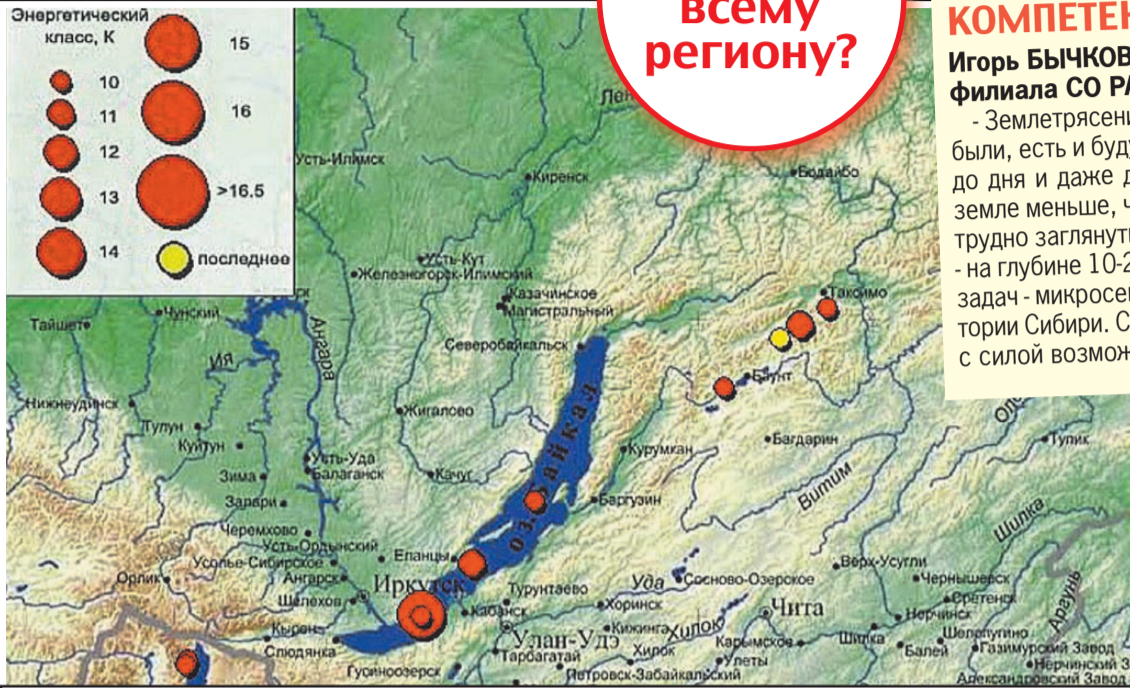 Энергетический
класс, К
10
11
12
13
14
15
16
>16.5
последнее
всему
региону?
Игорь БЫЧКОВ
филиала СО РА
- Землетрясени
были, есть и буду
до дня и даже д
земле меньше, ч
трудно заглянут
- на глубине 10-2
задач - микросе
тории Сибири. С
с силой возмож
Усть-Илимск
Киренск
Бодайбо
Усть-Кут
Железногорск-Илимский
Казачинское
Магистральный
Таксимо
Чунский
Тайшет
Ангара
Ия
Северобайкальск
Баунт
Нижнеудинск
Жигалово
Тулун
Куйтун
Багдарин
Тупик
Курумкан
Усть-Уда
Балаганск
Качуг
Зима
Залари
Баргузин
Витим
Шилка
оз. Байкал
Черемхово
Усть-Ордынский
Усолье-Сибирское
Еланцы
Орлик
Ангарск
Иркутск
Шелехов
Турунтаево
Уда
Сосново-Озерское
Верх-Усугли
Чернышевск
Аргунь
Кабанск
Хоринск
Чита
Сретенск
Нерчинск
Кырен
Слюдянка
Улан-Удэ
Кижинга
Хилок
Карымское
Шилка
Шелопугино
Балей
Газимурский Завод
Тарбагатай
Хилок
Улеты
Гусиноозерск
Петровск-Забайкальский
Нерчинский З
Александровский Завод